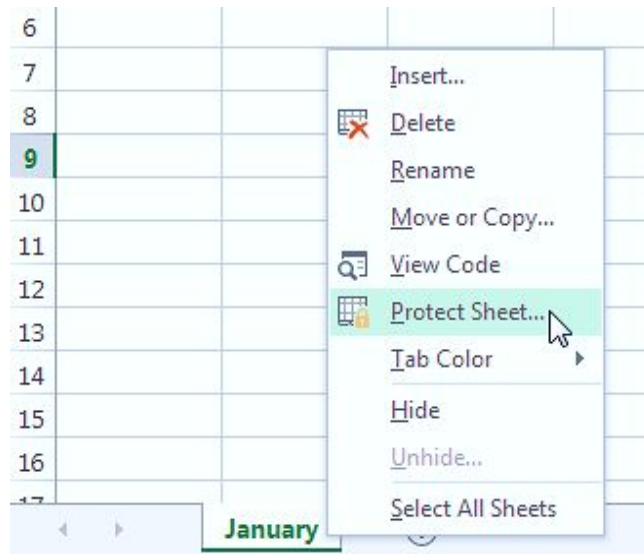 6
7
8
9
10
11
12
13
14
15
16
17
Insert...
Delete
Rename
Move or Copy...
View Code
Protect Sheet...
Tab Color
Hide
Unhide...
Select All Sheets
January